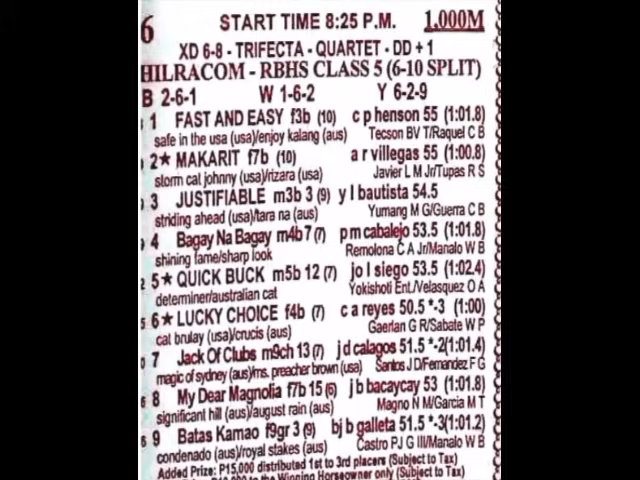 6 START TIME 8:25 P.M. 1,000M
XD 6-8 - TRIFECTA - QUARTET - DD + 1
HILRACOM - RBHS CLASS 5 (6-10 SPLIT)
B 2-6-1 W 1-6-2 Y 6-2-9
1 FAST AND EASY f3b (10) c p henson 55 (1:01.8)
safe in the usa (usa)/enjoy kalang (aus) Tecson BV T/Raquel C B
2★ MAKARIT f7b (10) a r villegas 55 (1:00.8)
storm cat johnny (usa)/rizara (usa) Javier L M Jr/Tupas R S
3 JUSTIFIABLE m3b 3 (9) y l bautista 54.5
striding ahead (usa)/tara na (aus) Yumang M G/Guerra C B
4 Bagay Na Bagay m4b 7 (7) p m cabalejo 53.5 (1:01.8)
shining fame/sharp look Remolona C A Jr/Manalo W B
5★ QUICK BUCK m5b 12 (7) jo l siego 53.5 (1:02.4)
determiner/australian cat Yokishoti Ent./Velasquez O A
6★ LUCKY CHOICE f4b (7) c a reyes 50.5 *-3 (1:00)
cat brulay (usa)/crucis (aus) Gaerlan G R/Sabate W P
7 Jack Of Clubs m9ch 13 (7) j d calagos 51.5 *-2(1:01.4)
magic of sydney (aus)/ms. preacher brown (usa) Santos J D/Fernandez F G
8 My Dear Magnolia f7b 15 (6) j b bacaycay 53 (1:01.8)
significant hill (aus)/august rain (aus) Magno N M/Garcia M T
9 Batas Kamao f9gr 3 (9) bj b galleta 51.5 *-3(1:01.2)
condenado (aus)/royal stakes (aus) Castro PJ G III/Manalo W B
Added Prize: P15,000 distributed 1st to 3rd placers (Subject to Tax)
to the Winning Horseowner only (Subject to Tax)